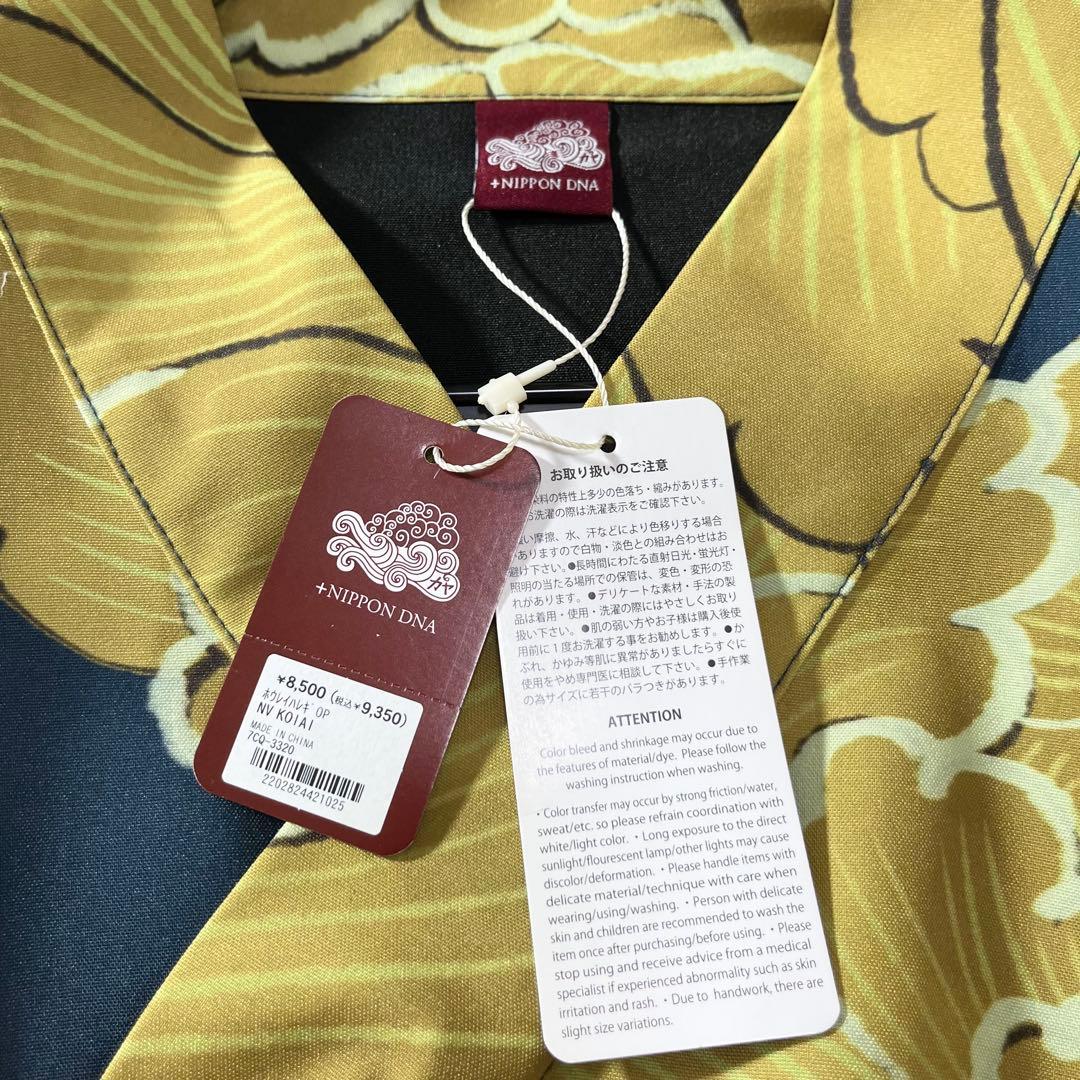 カヤ
+NIPPON DNA
カヤ
+NIPPON DNA
¥8,500(税込¥9,350)
ﾎｳﾚｲﾊﾚｷﾞ OP
NV KOIAI
MADE IN CHINA
7CQ-3320
2202824421025
お取り扱いのご注意
染料の特性上多少の色落ち・縮みがあります。
お洗濯の際は洗濯表示をご確認下さい。
い摩擦、水、汗などにより色移りする場合
ありますので白物・淡色との組み合わせはお
避け下さい。●長時間にわたる直射日光・蛍光灯・
照明の当たる場所での保管は、変色・変形の恐
れがあります。●デリケートな素材・手法の製
品は着用・使用・洗濯の際にはやさしくお取り
扱い下さい。●肌の弱い方やお子様は購入後使
用前に1度お洗濯する事をお勧めします。●か
ぶれ、かゆみ等肌に異常がありましたらすぐに
使用をやめ専門医に相談して下さい。●手作業
の為サイズに若干のバラつきがあります。
ATTENTION
Color bleed and shrinkage may occur due to
the features of material/dye. Please follow the
washing instruction when washing.
・Color transfer may occur by strong friction/water,
sweat/etc. so please refrain coordination with
white/light color. ・Long exposure to the direct
sunlight/flourescent lamp/other lights may cause
discolor/deformation. ・Please handle items with
delicate material/technique with care when
wearing/using/washing. ・Person with delicate
skin and children are recommended to wash the
item once after purchasing/before using. ・Please
stop using and receive advice from a medical
specialist if experienced abnormality such as skin
irritation and rash. ・Due to handwork, there are
slight size variations.